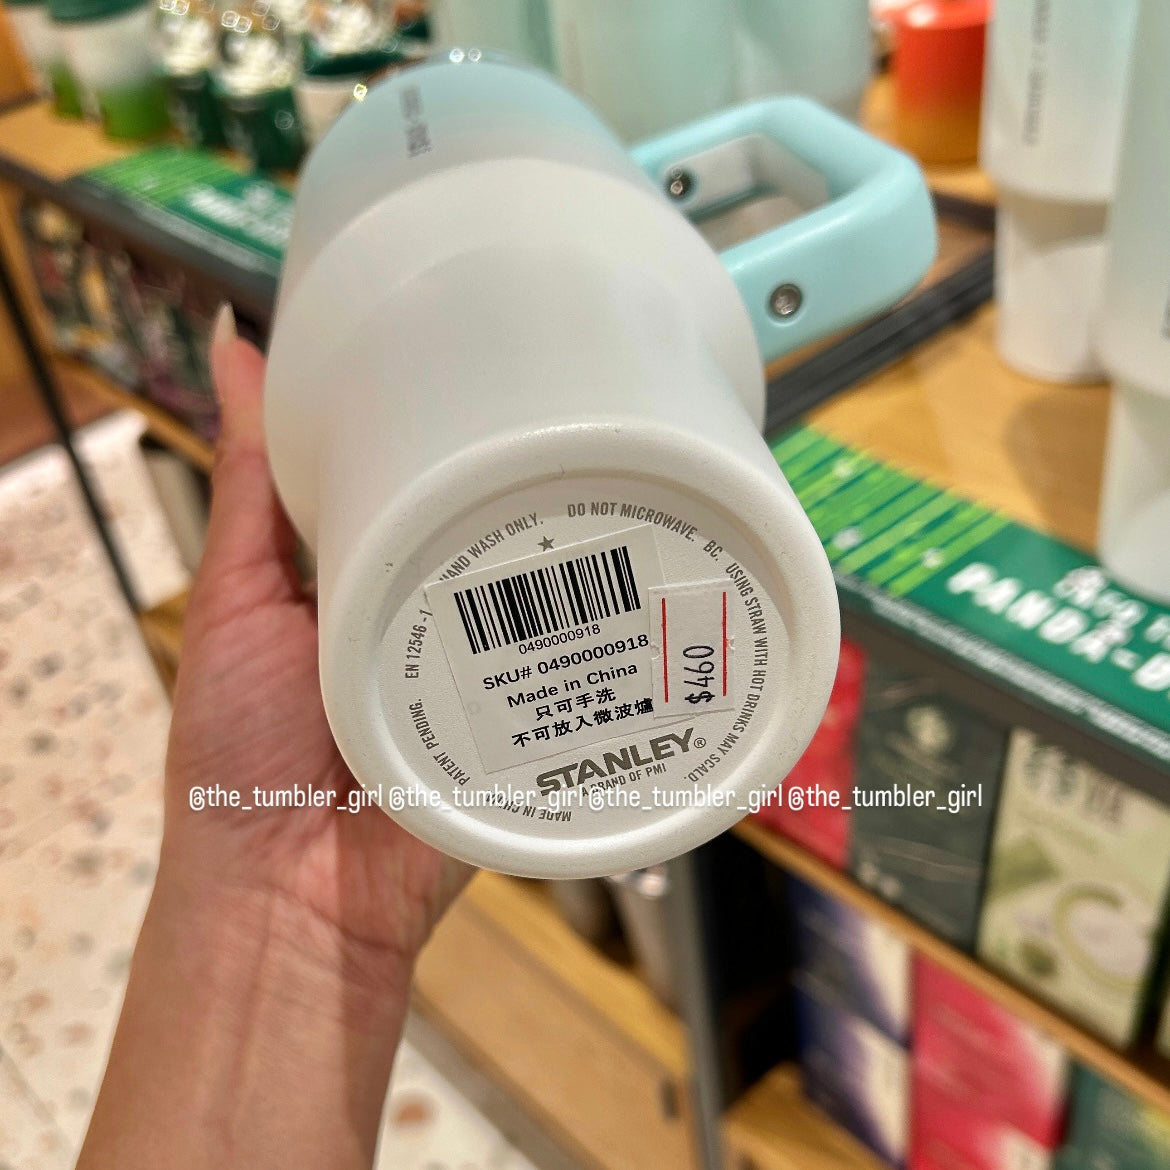 HAND WASH ONLY.
DO NOT MICROWAVE.
BC.
USING STRAW WITH HOT DRINKS MAY SCALD.
EN 12546 - 1
PATENT PENDING.
0490000918
SKU# 0490000918
Made in China
只可手洗
不可放入微波爐
$460
STANLEY®
A BRAND OF PMI
MADE IN CHINA
@the_tumbler_girl @the_tumbler_girl @the_tumbler_girl @the_tumbler_girl
PANDA-